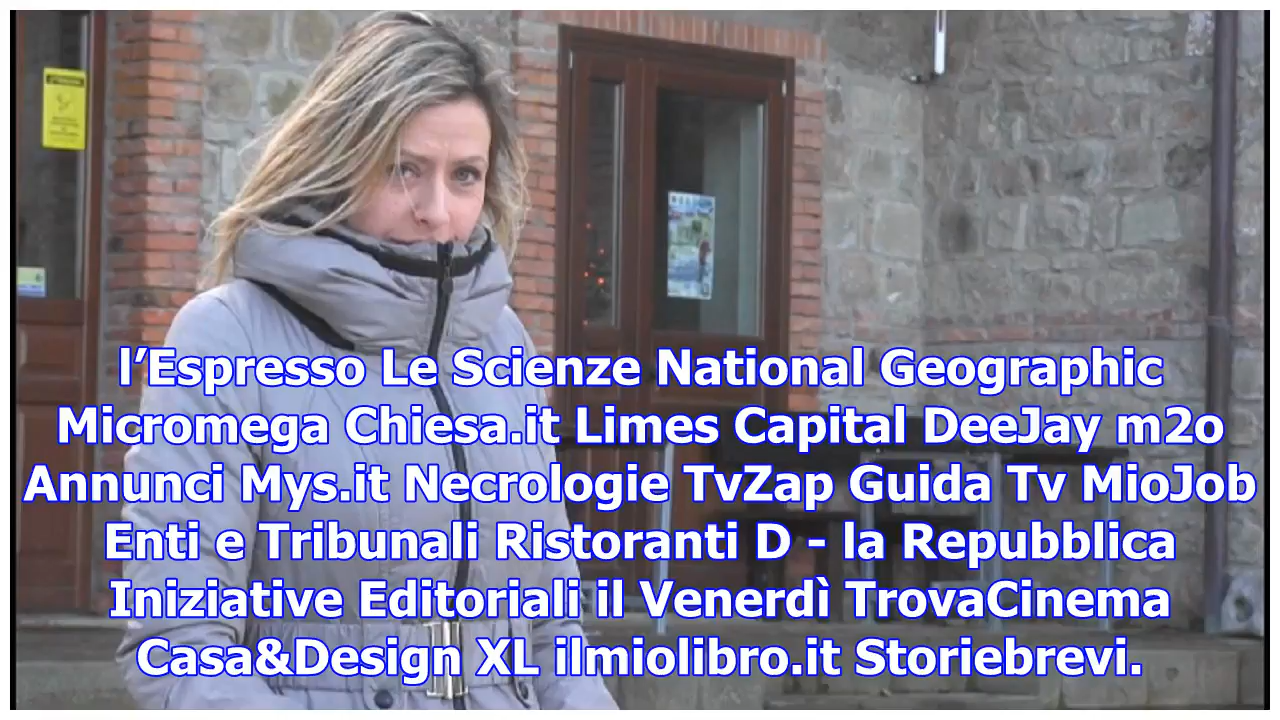 l’Espresso Le Scienze National Geographic
Micromega Chiesa.it Limes Capital DeeJay m2o
Annunci Mys.it Necrologie TvZap Guida Tv MioJob
Enti e Tribunali Ristoranti D - la Repubblica
Iniziative Editoriali il Venerdì TrovaCinema
Casa&Design XL ilmiolibro.it Storiebrevi.